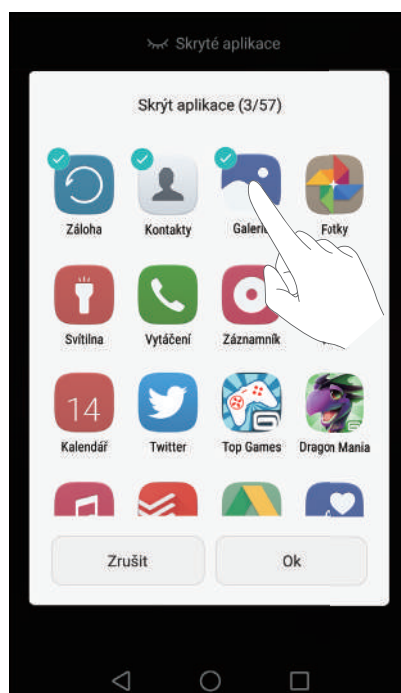 Skryté aplikace
Skrýt aplikace (3/57)
Záloha Kontakty Galerie Fotky
Svítilna Vytáčení Záznamník
14
Kalendář Twitter Top Games Dragon Mania
Zrušit Ok